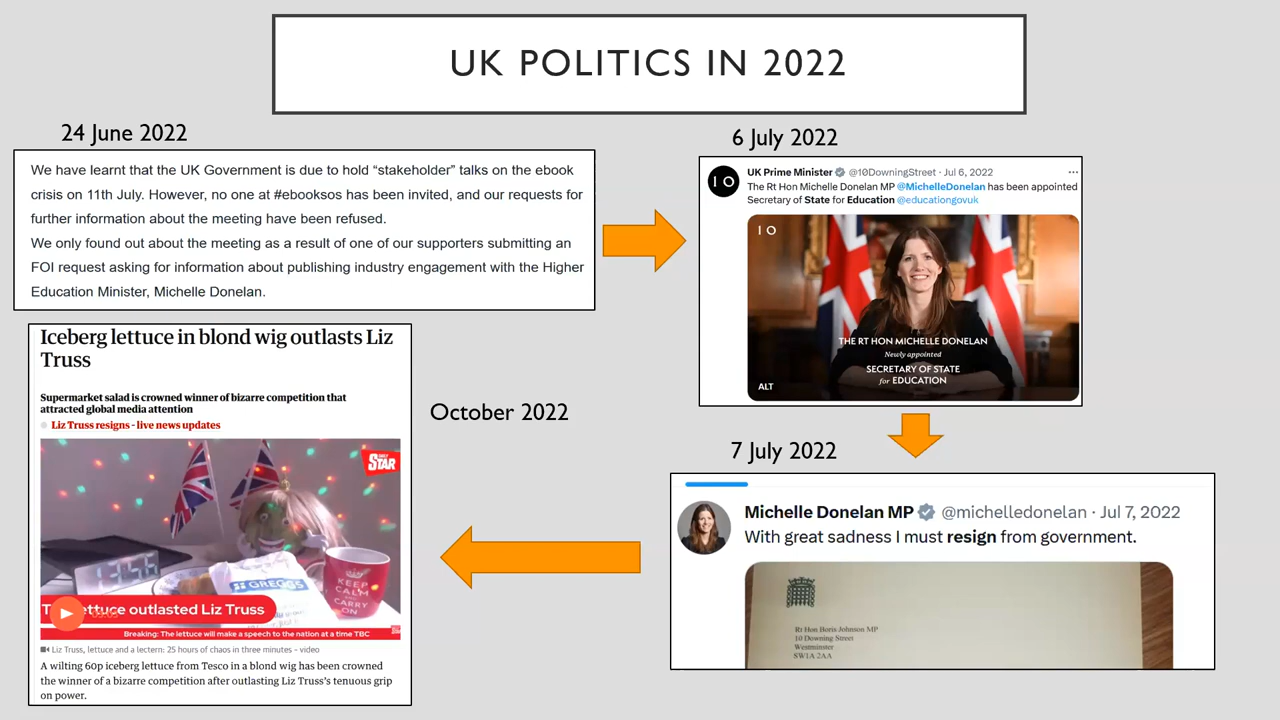 UK POLITICS IN 2022
24 June 2022
We have learnt that the UK Government is due to hold “stakeholder” talks on the ebook
crisis on 11th July. However, no one at #ebooksos has been invited, and our requests for
further information about the meeting have been refused.
We only found out about the meeting as a result of one of our supporters submitting an
FOI request asking for information about publishing industry engagement with the Higher
Education Minister, Michelle Donelan.
6 July 2022
10
UK Prime Minister @10DowningStreet · Jul 6, 2022
The Rt Hon Michelle Donelan MP @MichelleDonelan has been appointed
Secretary of State for Education @educationgovuk
10
THE RT HON MICHELLE DONELAN
Newly appointed
SECRETARY OF STATE
for EDUCATION
ALT
7 July 2022
Michelle Donelan MP @michelledonelan · Jul 7, 2022
With great sadness I must resign from government.
Rt Hon Boris Johnson MP
10 Downing Street
Westminster
SW1A 2AA
October 2022
Iceberg lettuce in blond wig outlasts Liz
Truss
Supermarket salad is crowned winner of bizarre competition that
attracted global media attention
Liz Truss resigns - live news updates
STAR
GREGGS
KEEP
CALM
AND
CARRY
ON
ettuce outlasted Liz Truss
Breaking: The lettuce will make a speech to the nation at a time TBC
Liz Truss, lettuce and a lectern: 25 hours of chaos in three minutes – video
A wilting 60p iceberg lettuce from Tesco in a blond wig has been crowned
the winner of a bizarre competition after outlasting Liz Truss’s tenuous grip
on power.